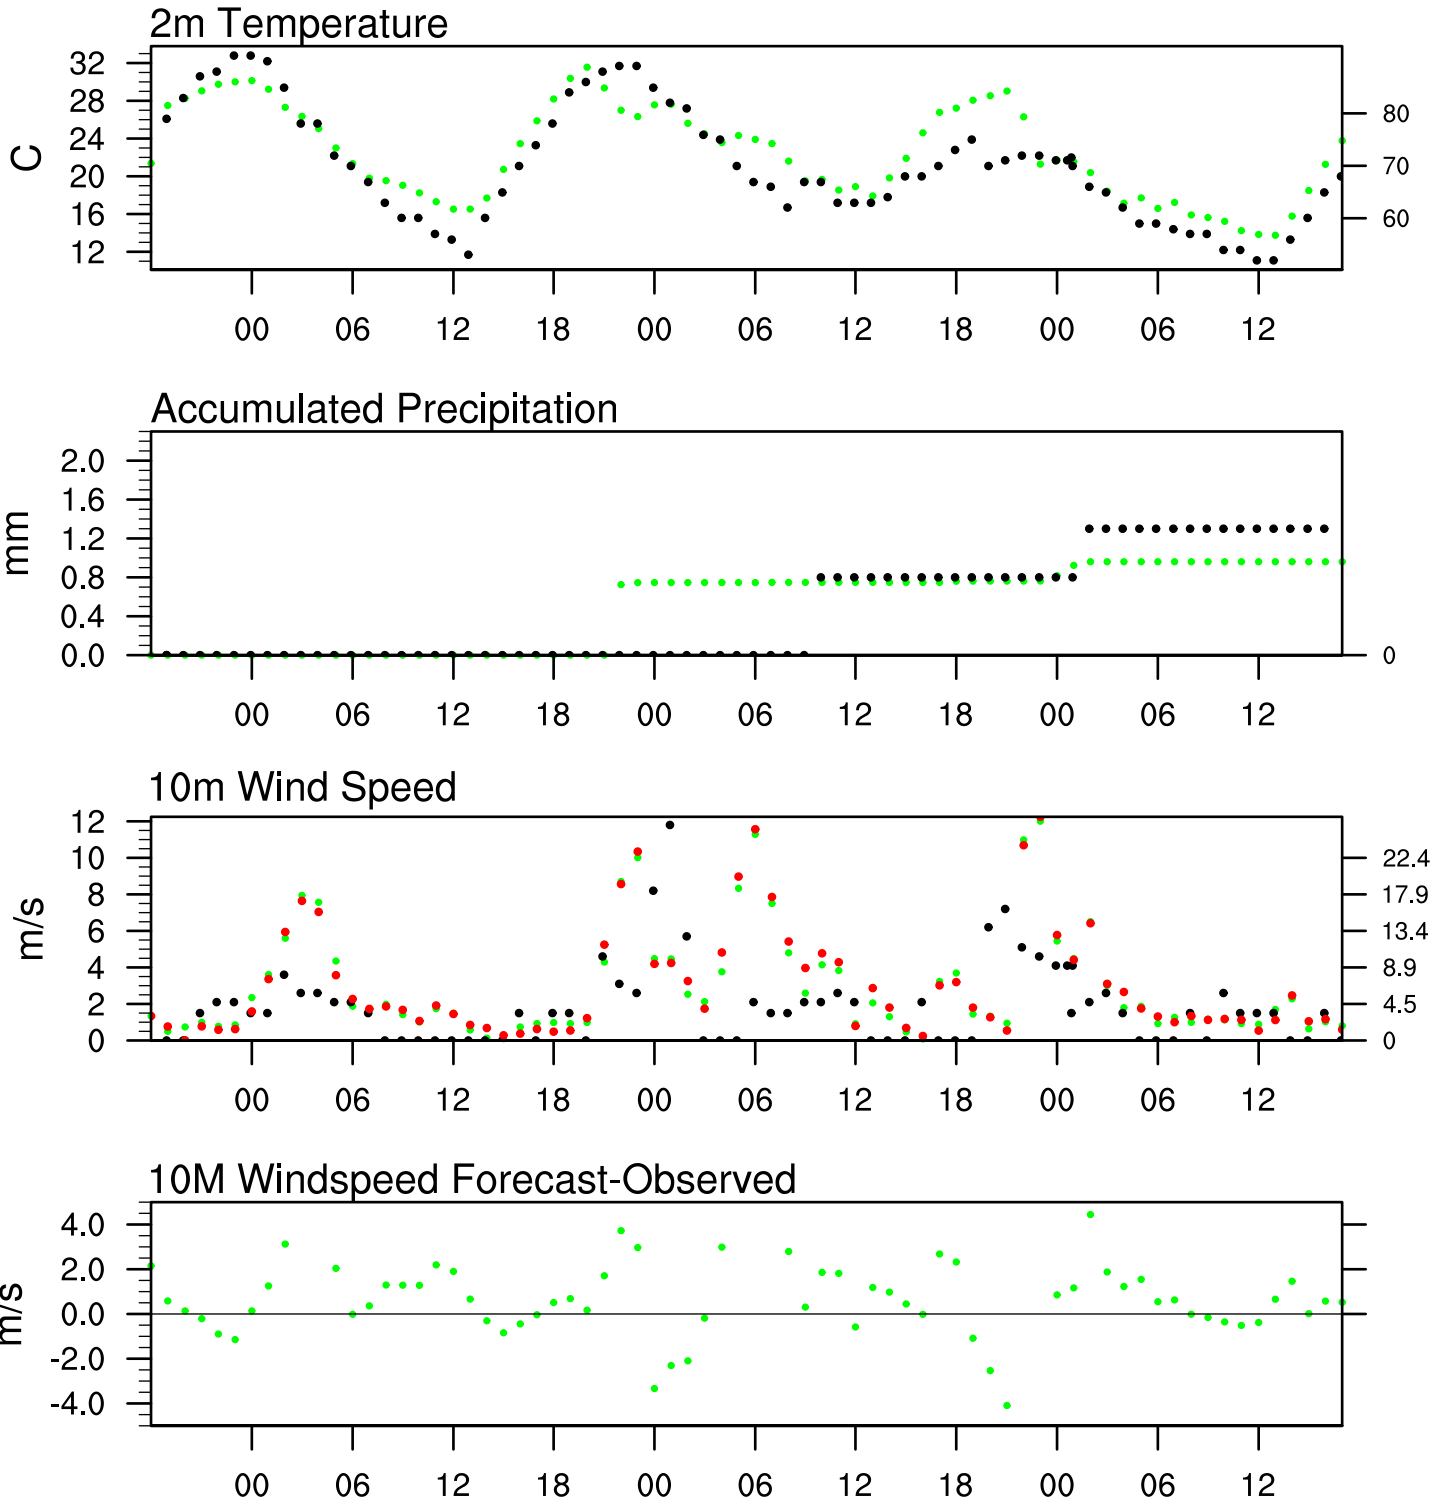 2m Temperature
C
32
28
24
20
16
12
80
70
60
00 06 12 18 00 06 12 18 00 06 12
Accumulated Precipitation
mm
2.0
1.6
1.2
0.8
0.4
0.0
0
00 06 12 18 00 06 12 18 00 06 12
10m Wind Speed
m/s
12
10
8
6
4
2
0
22.4
17.9
13.4
8.9
4.5
0
00 06 12 18 00 06 12 18 00 06 12
10M Windspeed Forecast-Observed
m/s
4.0
2.0
0.0
-2.0
-4.0
00 06 12 18 00 06 12 18 00 06 12